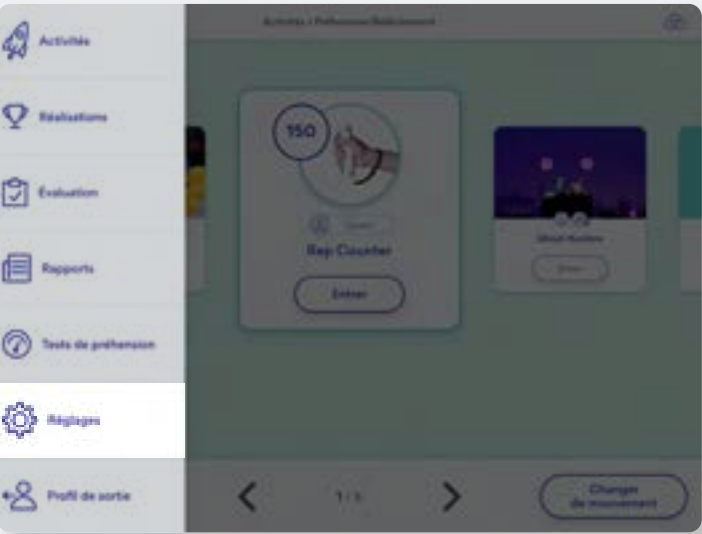 Activités
Réalisations
Évaluation
Rapports
Tests de préhension
Réglages
Profil de sortie
150
Rep Counter
Entrer
Changer
de mouvement